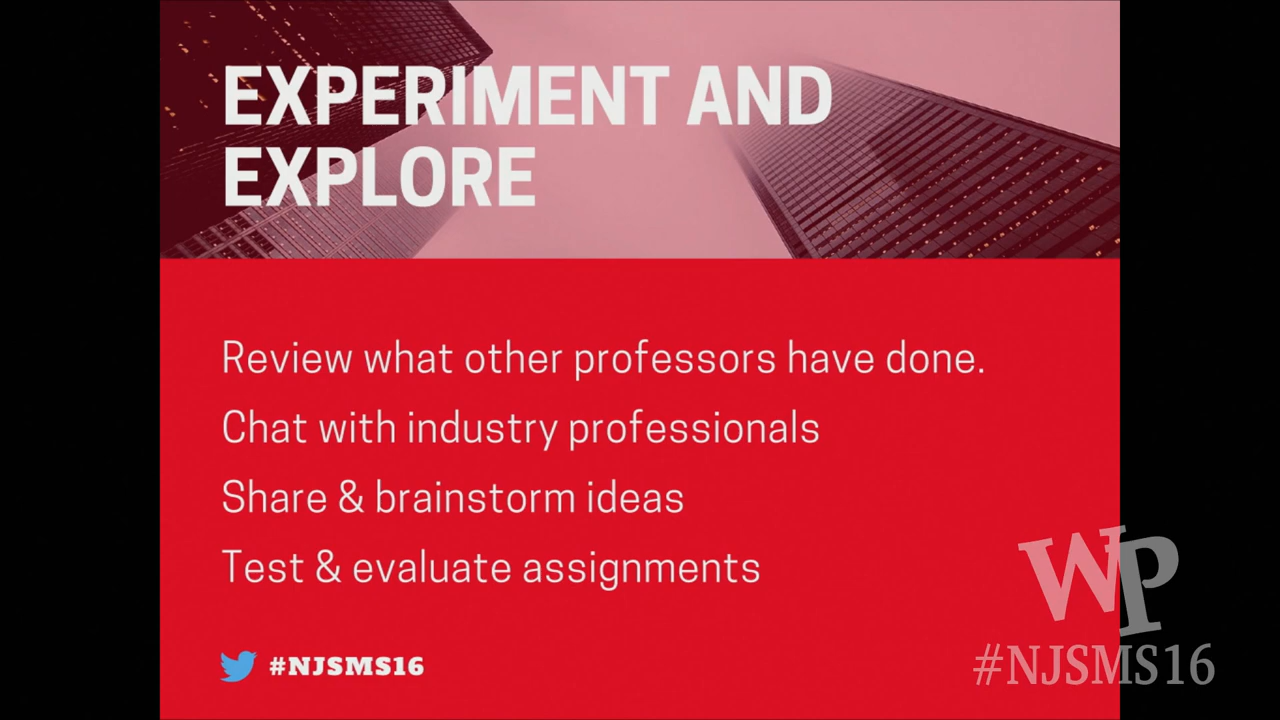 EXPERIMENT AND
EXPLORE
Review what other professors have done.
Chat with industry professionals
Share & brainstorm ideas
Test & evaluate assignments
#NJSMS16
WP
#NJSMS16